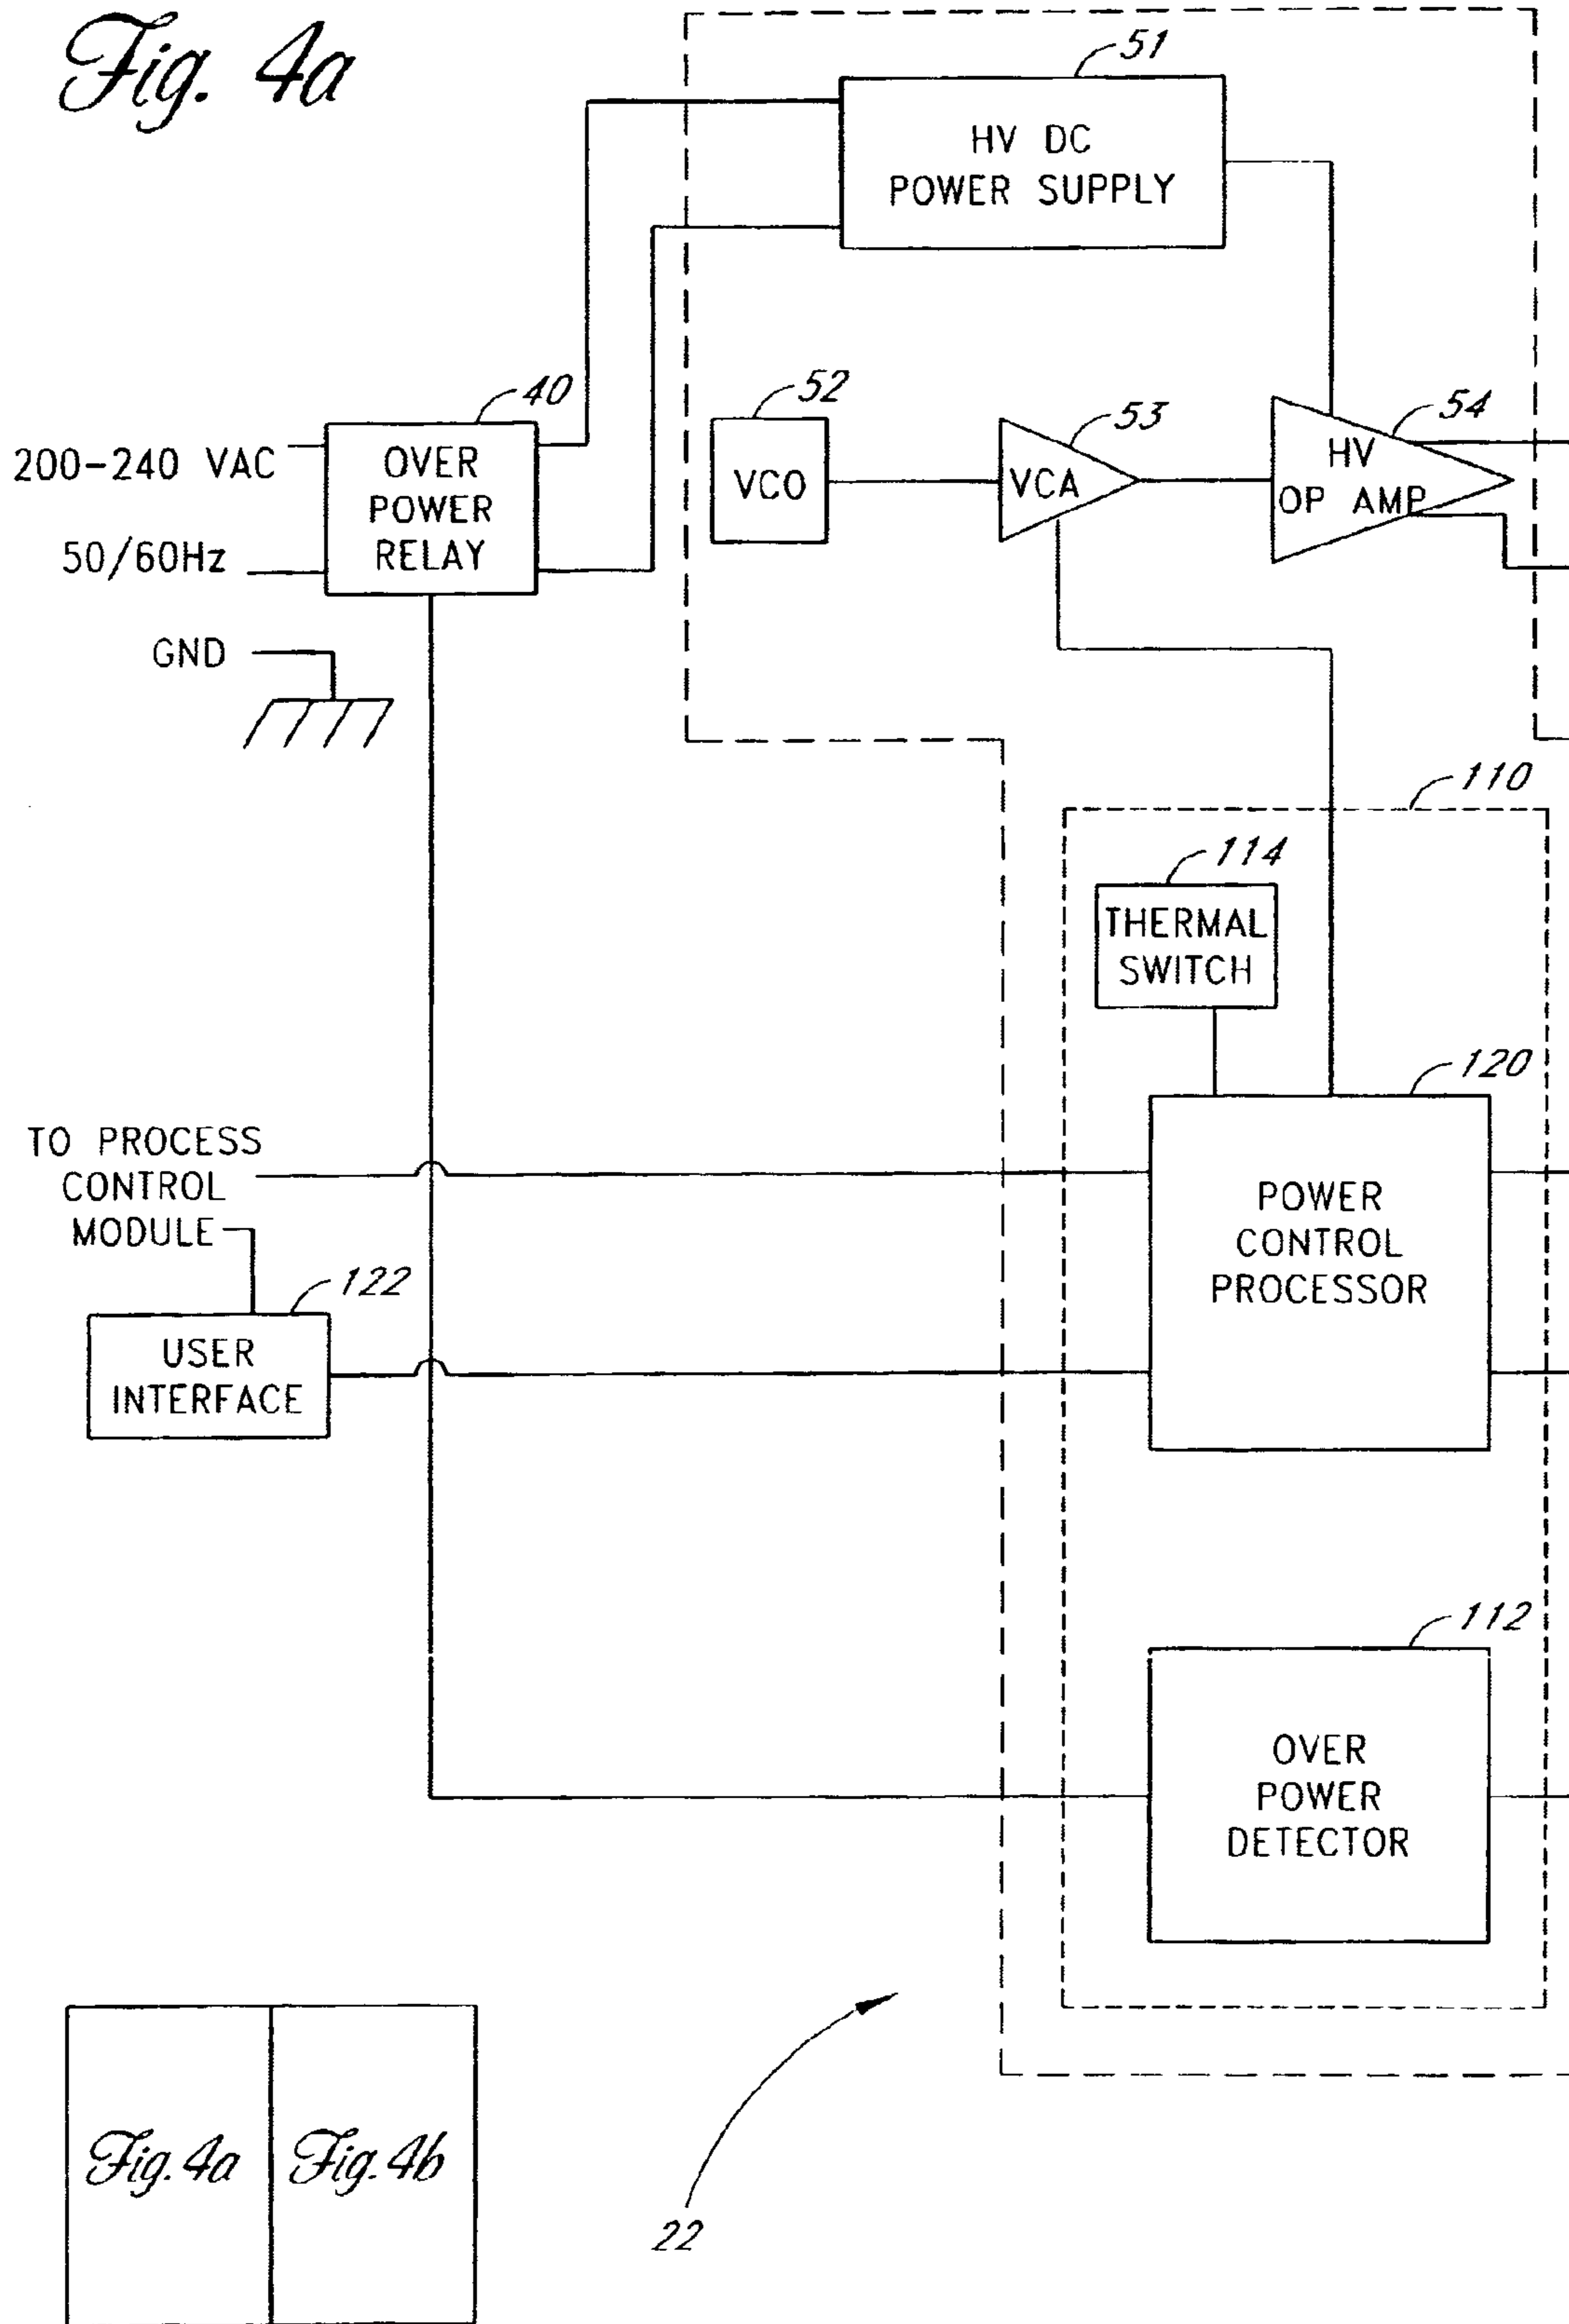 Fig. 4a
51
HV DC
POWER SUPPLY
40
200-240 VAC
50/60Hz
OVER
POWER
RELAY
GND
52
VCO
53
VCA
54
HV
OP AMP
110
114
THERMAL
SWITCH
120
POWER
CONTROL
PROCESSOR
TO PROCESS
CONTROL
MODULE
122
USER
INTERFACE
112
OVER
POWER
DETECTOR
Fig. 4a
Fig. 4b
22